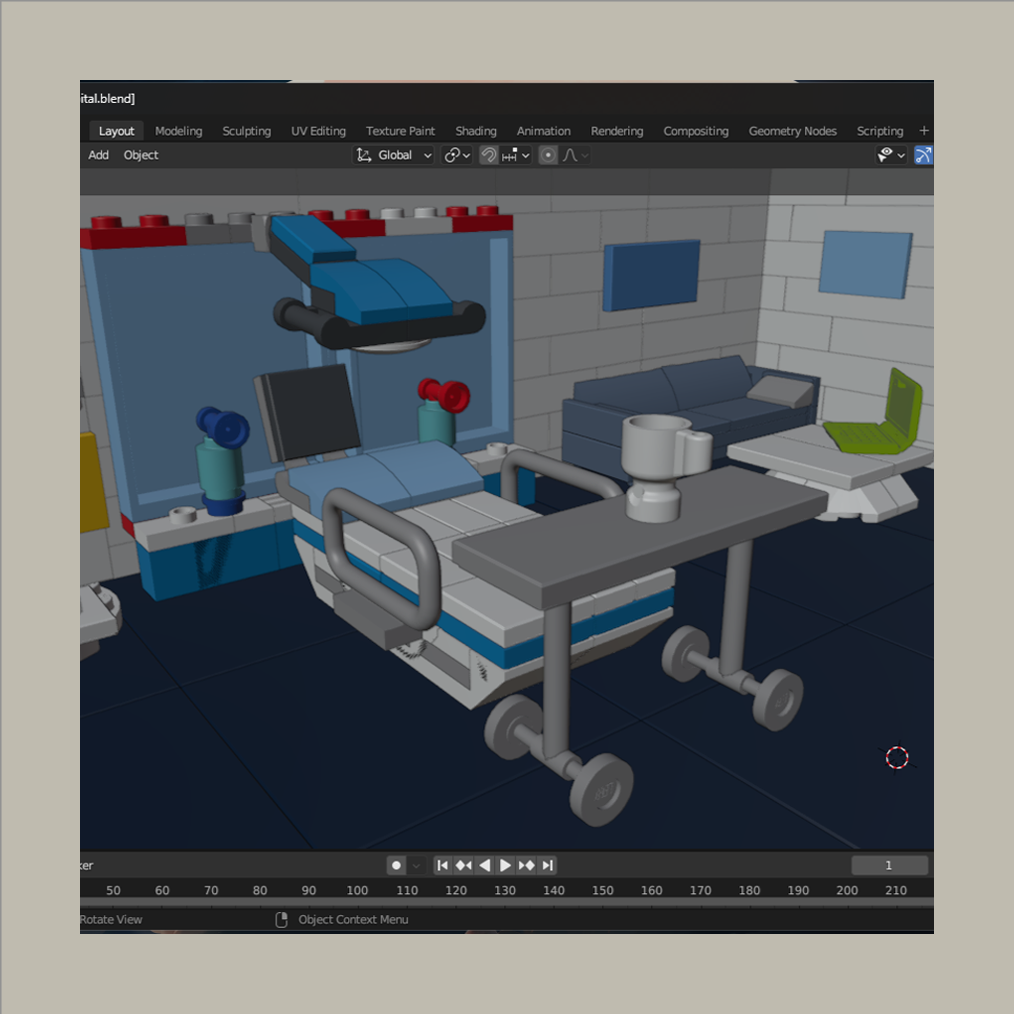 ital.blend]
Layout Modeling Sculpting UV Editing Texture Paint Shading Animation Rendering Compositing Geometry Nodes Scripting +
Add Object Global
ker 1
50 60 70 80 90 100 110 120 130 140 150 160 170 180 190 200 210
Rotate View Object Context Menu